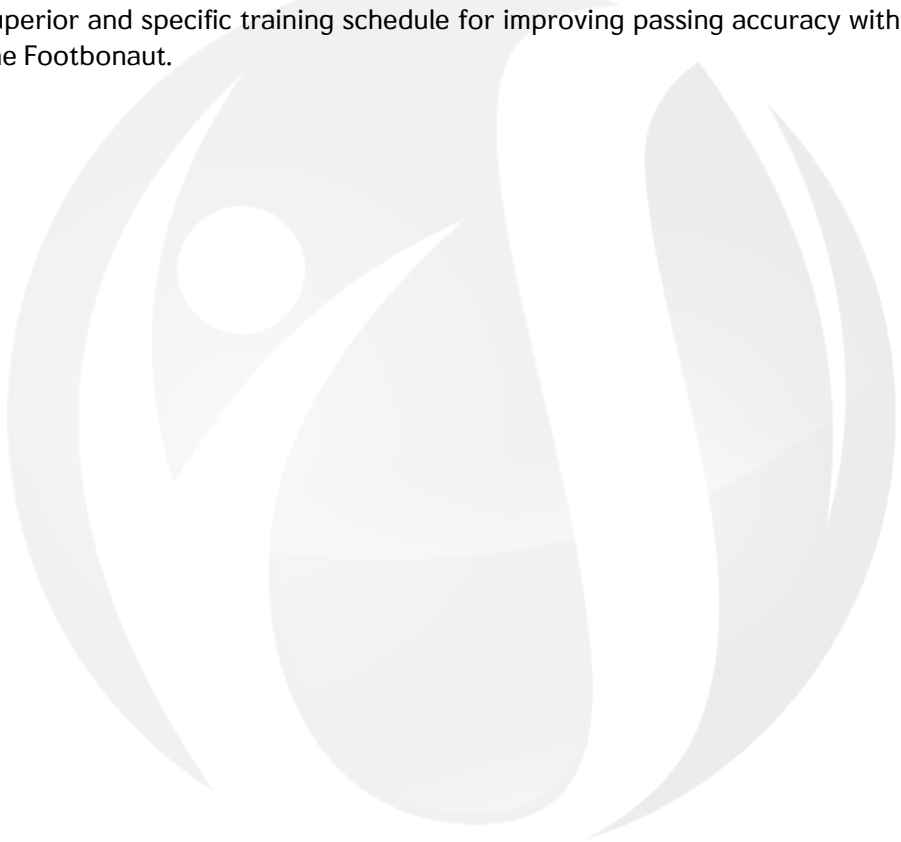 uperior and specific training schedule for improving passing accuracy with
he Footbonaut.